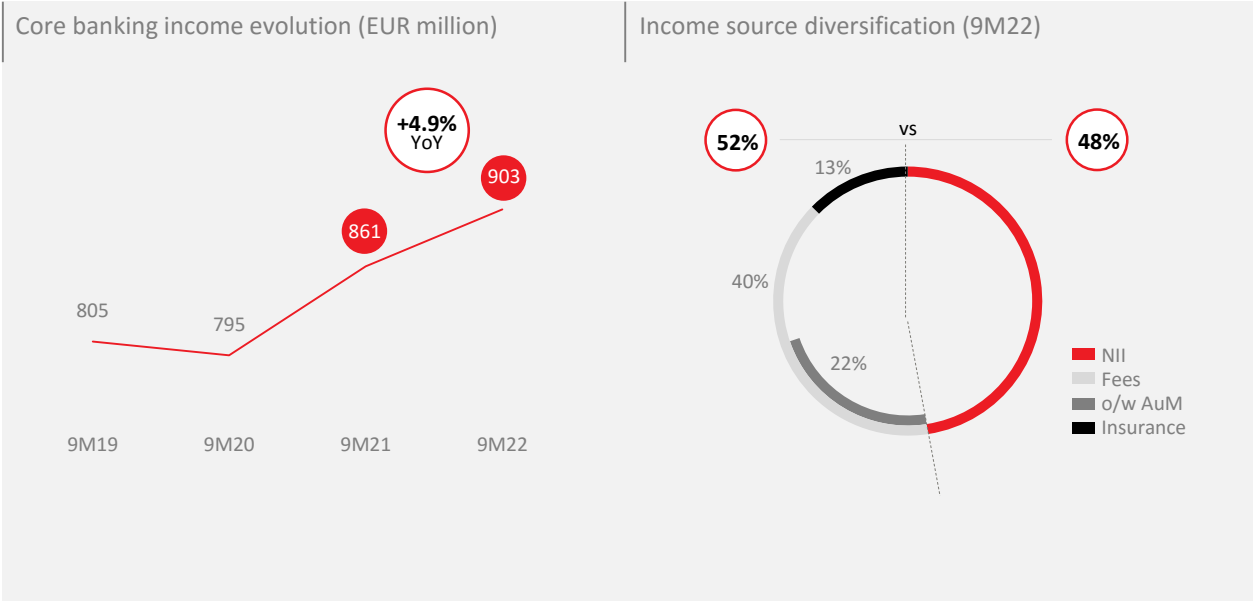 Core banking income evolution (EUR million)
+4.9%
YoY
903
861
805
795
9M19
9M20
9M21
9M22
Income source diversification (9M22)
52%
vs
48%
13%
40%
22%
NII
Fees
o/w AuM
Insurance